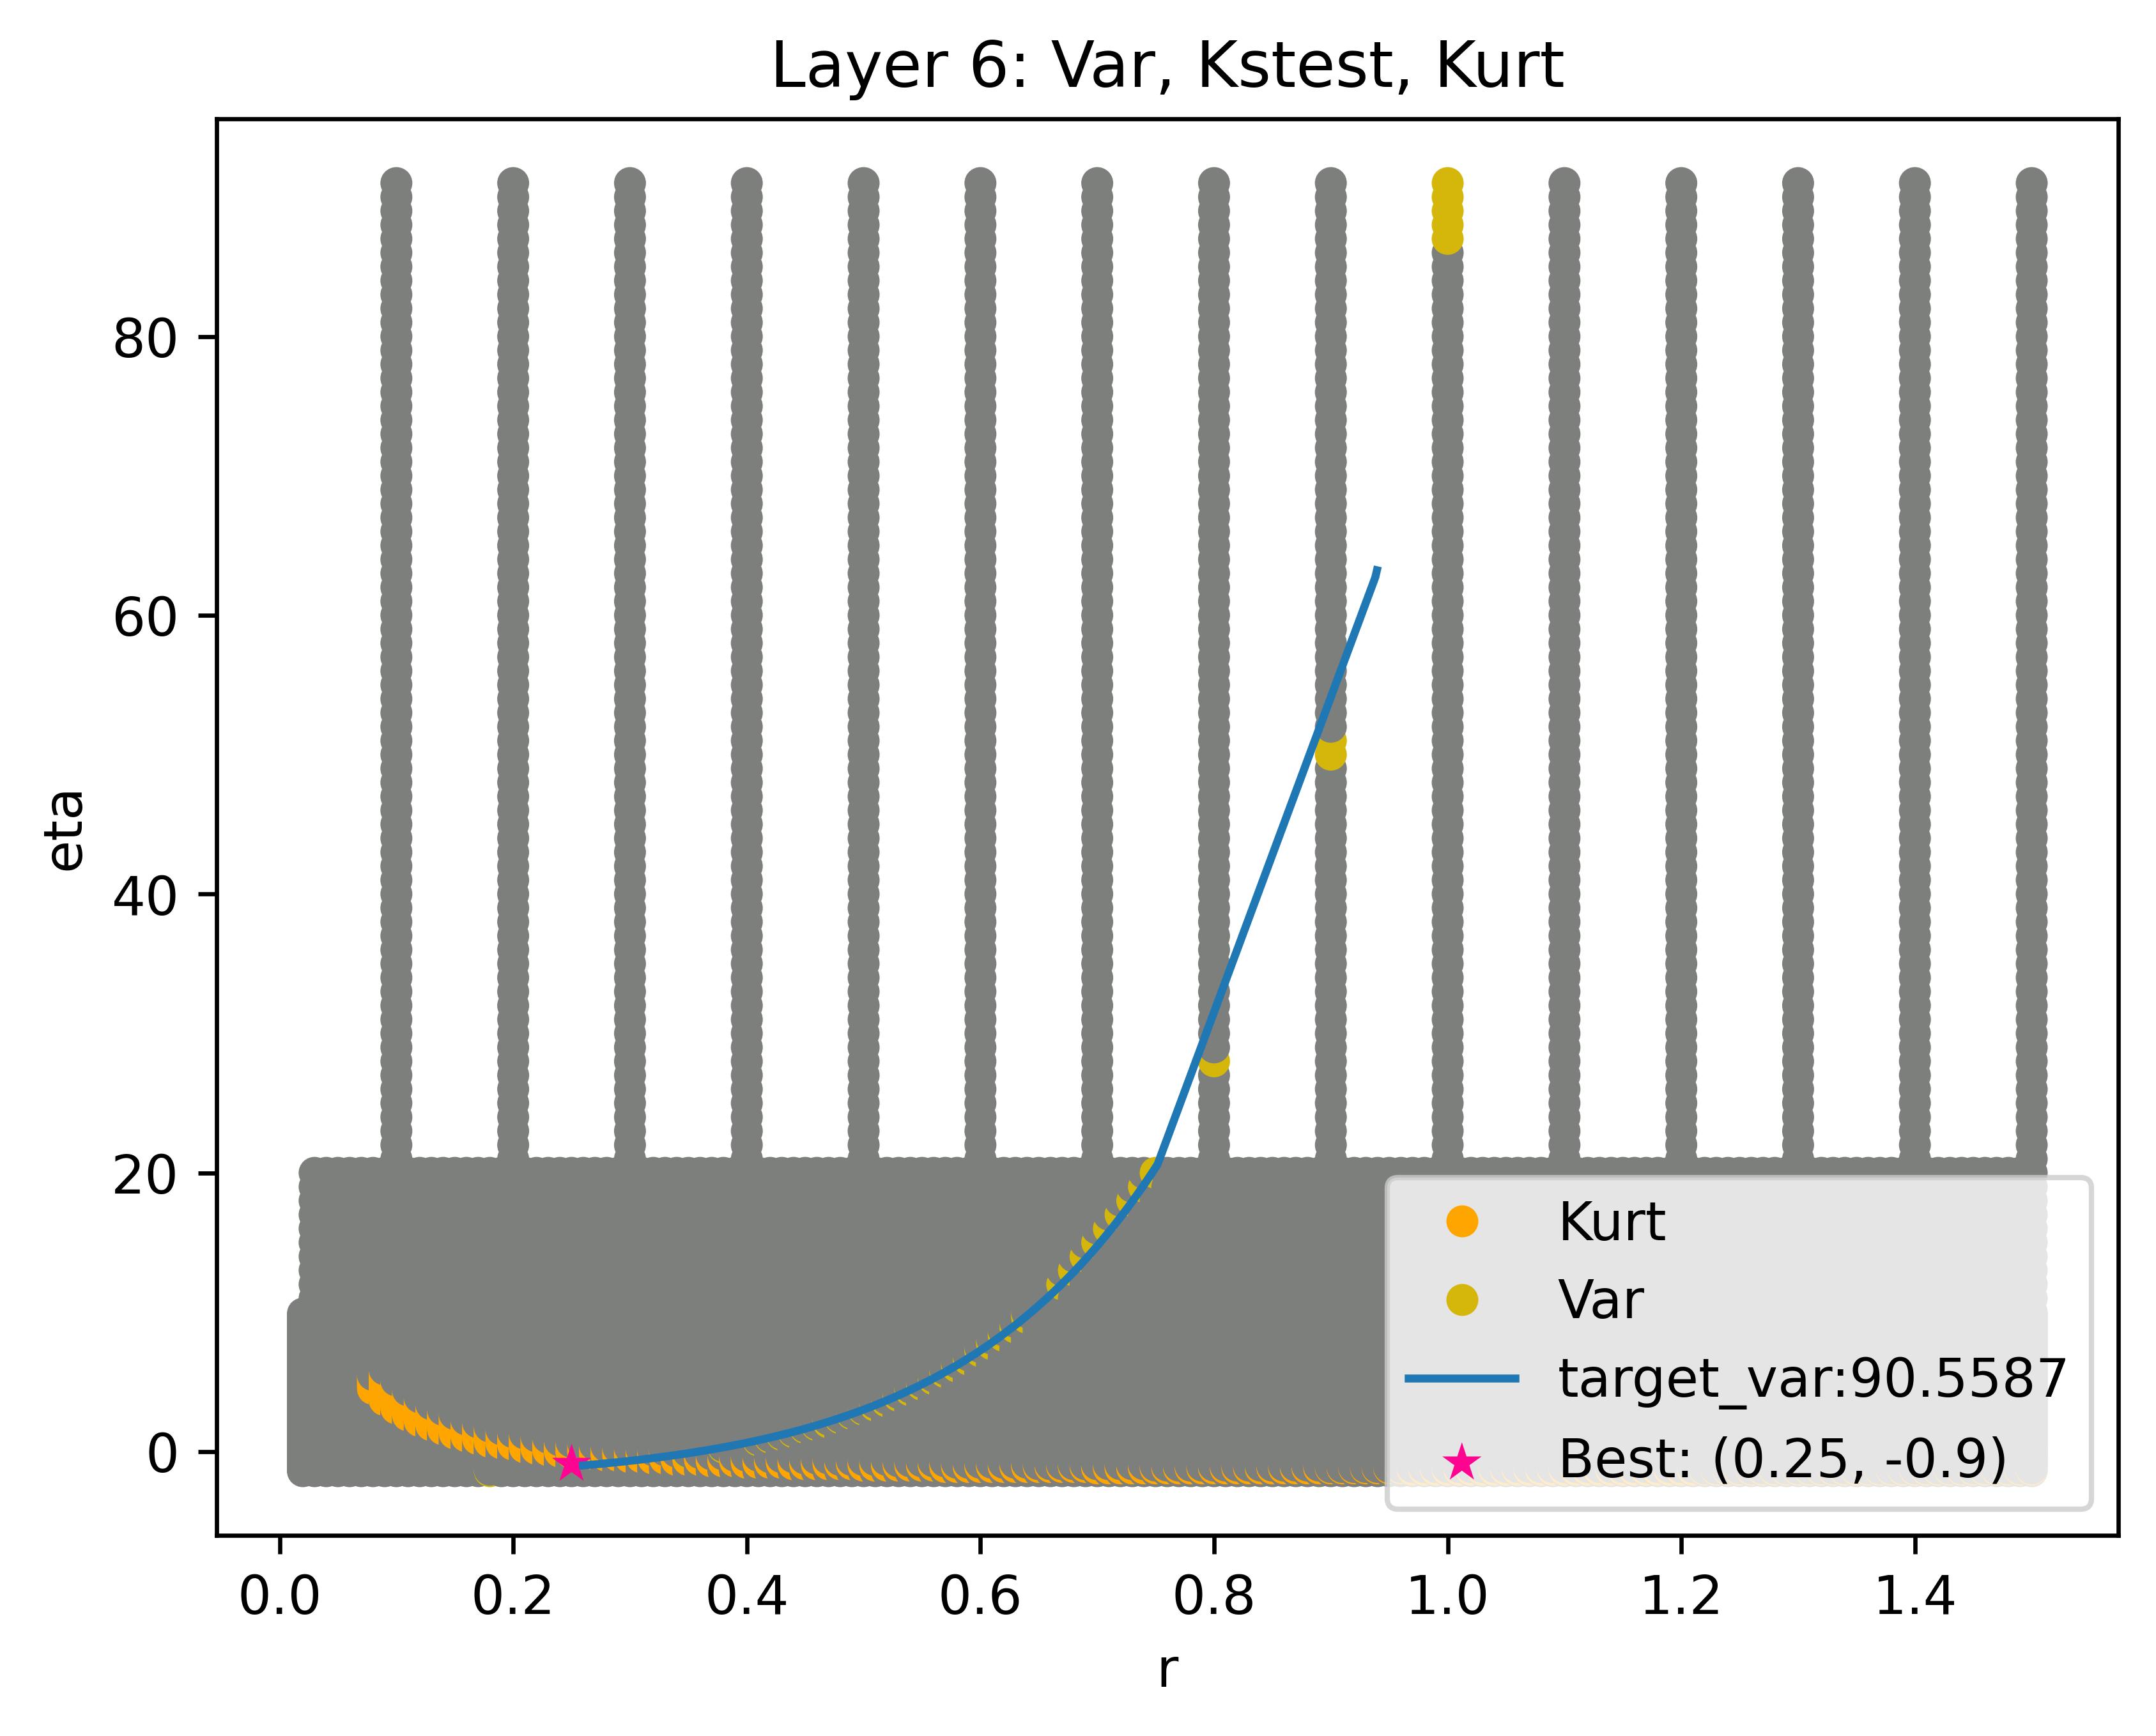 Layer 6: Var, Kstest, Kurt
eta
80
60
40
20
0
Kurt
Var
target_var:90.5587
Best: (0.25, -0.9)
0.0 0.2 0.4 0.6 0.8 1.0 1.2 1.4
r